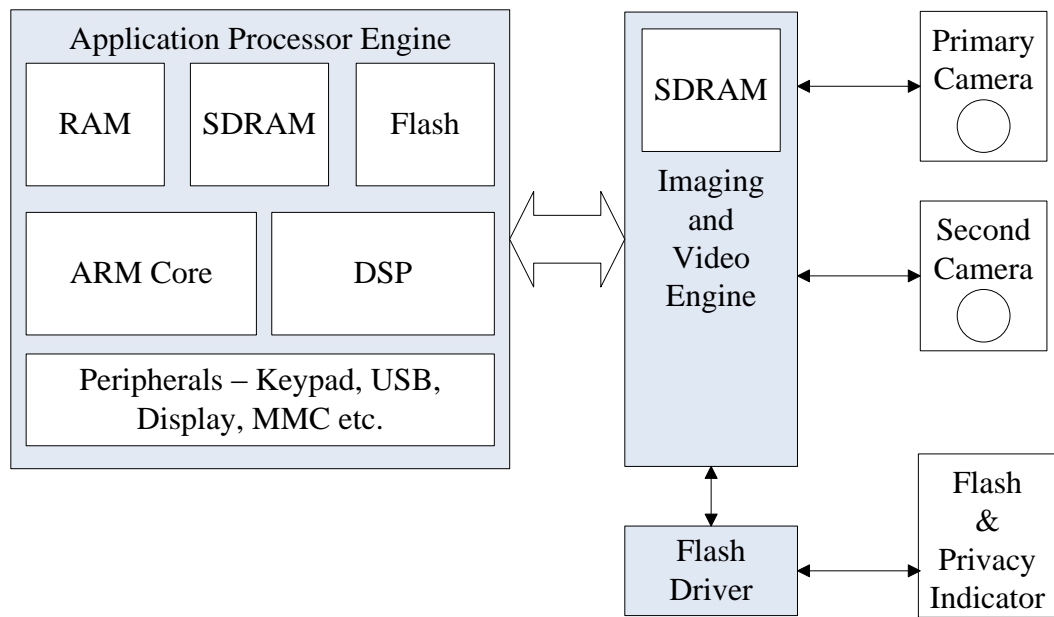 Application Processor Engine
RAM
SDRAM
Flash
ARM Core
DSP
Peripherals – Keypad, USB,
Display, MMC etc.
SDRAM
Imaging
and
Video
Engine
Primary
Camera
Second
Camera
Flash
Driver
Flash
&
Privacy
Indicator